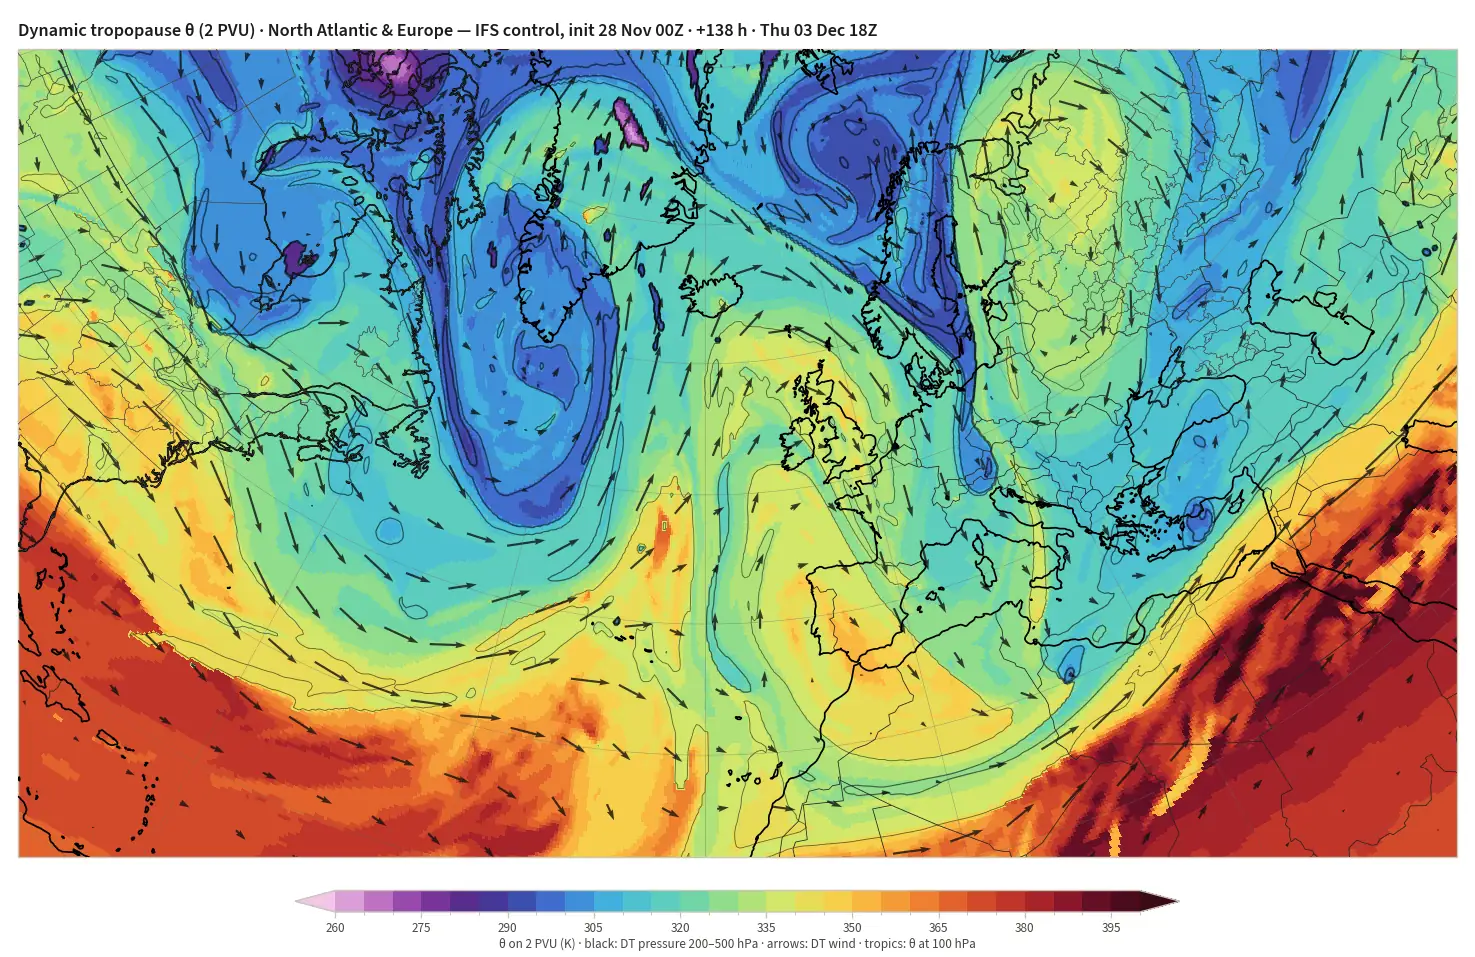 Dynamic tropopause θ (2 PVU) · North Atlantic & Europe — IFS control, init 28 Nov 00Z · +138 h · Thu 03 Dec 18Z
260 275 290 305 320 335 350 365 380 395
θ on 2 PVU (K) · black: DT pressure 200–500 hPa · arrows: DT wind · tropics: θ at 100 hPa